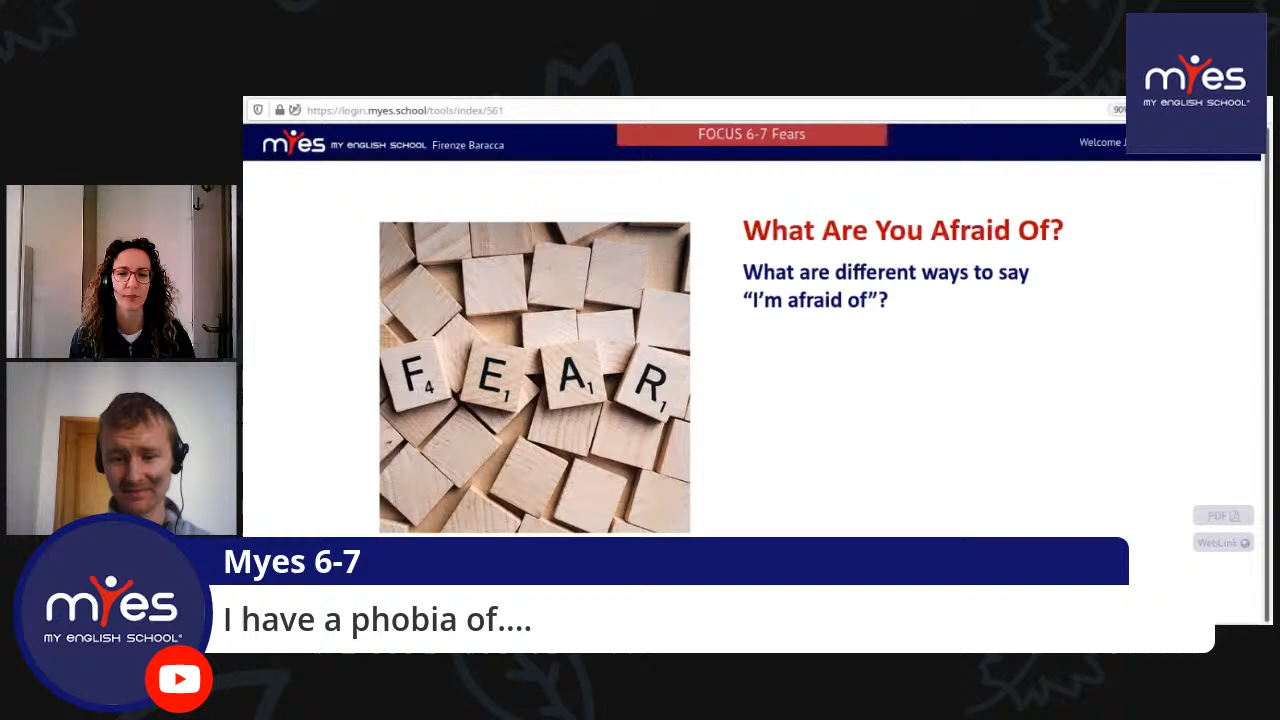 myes
MY ENGLISH SCHOOL®
https://login.myes.school/tools/index/561
90%
myes MY ENGLISH SCHOOL Firenze Baracca
FOCUS 6-7 Fears
Welcome J
What Are You Afraid Of?
What are different ways to say
“I’m afraid of”?
F4 E1 A1 R1
PDF
WebLink
Myes 6-7
I have a phobia of....
myes
MY ENGLISH SCHOOL®